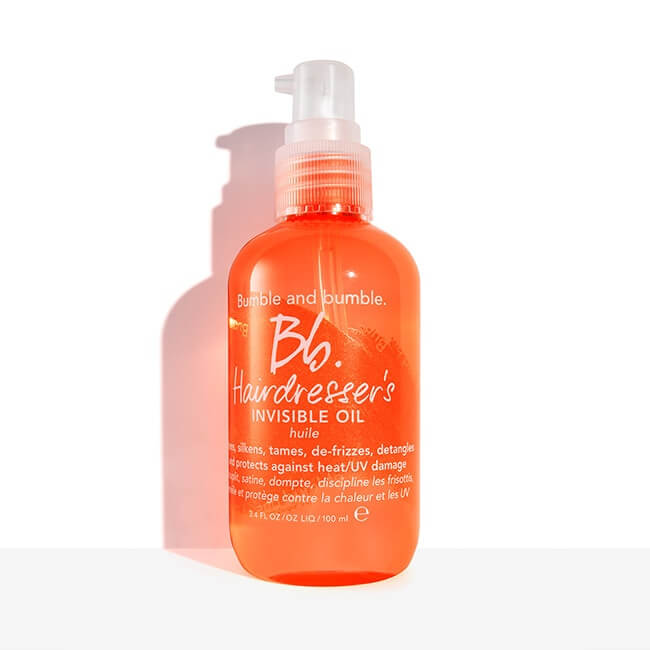 Bumble and bumble.
Bb.
Hairdresser's
INVISIBLE OIL
huile
silkens, tames, de-frizzes, detangles
protects against heat/UV damage
satine, dompte, discipline les frisottis,
et protège contre la chaleur et les UV
3.4 FL OZ/OZ LIQ/100 ml ℮